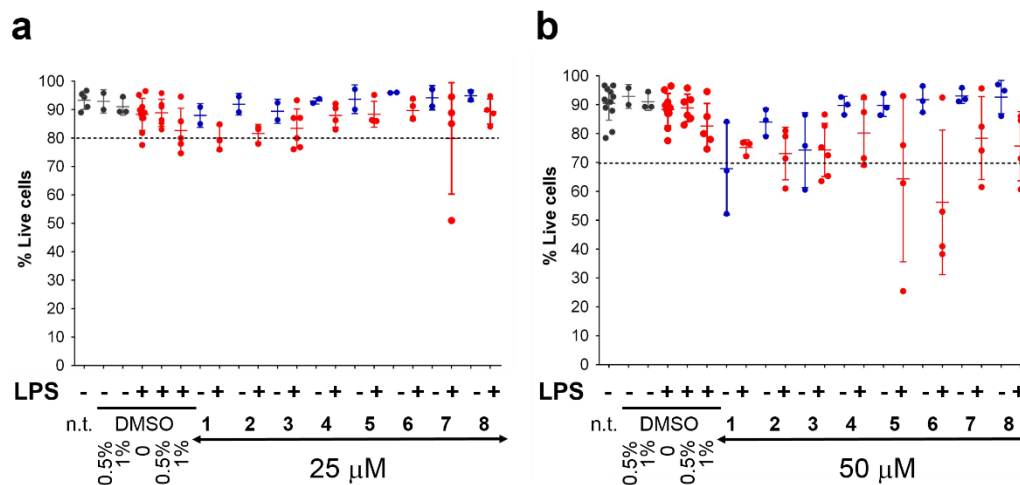 a
100
90
80
70
60
50
40
30
20
10
0
% Live cells
LPS - - - + + + - + - + - + - + - + - + - + - +
n.t. DMSO 1 2 3 4 5 6 7 8
0.5% 1% 0 0.5% 1%
25 μM
b
100
90
80
70
60
50
40
30
20
10
0
% Live cells
LPS - - - + + + - + - + - + - + - + - + - + - +
n.t. DMSO 1 2 3 4 5 6 7 8
0.5% 1% 0 0.5% 1%
50 μM